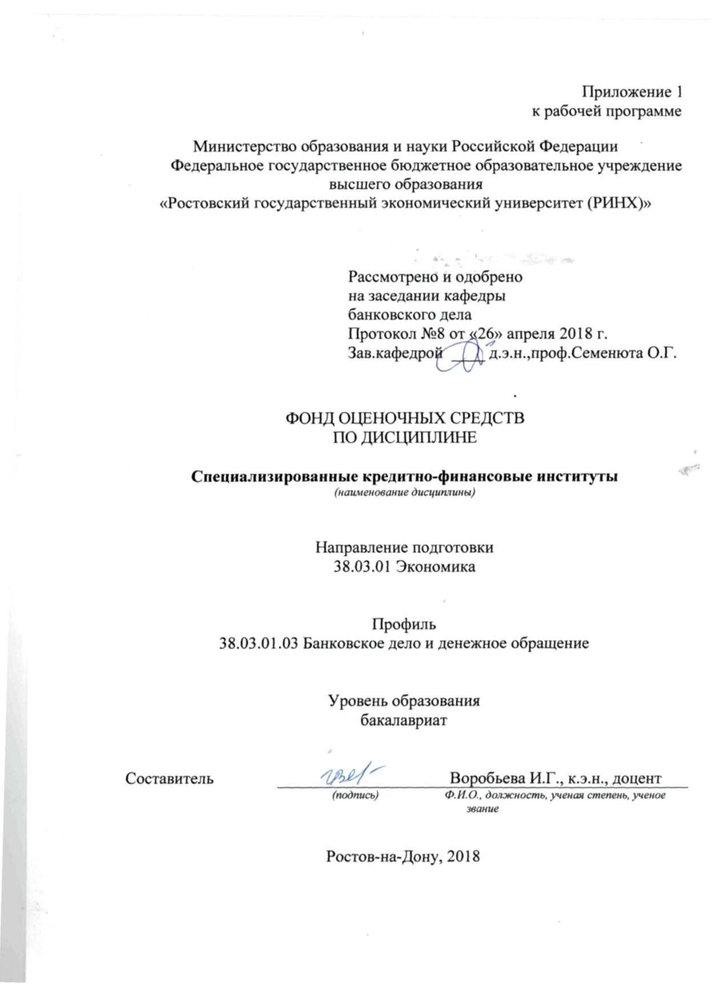 Приложение 1
к рабочей программе
Министерство образования и науки Российской Федерации
Федеральное государственное бюджетное образовательное учреждение
высшего образования
«Ростовский государственный экономический университет (РИНХ)»
Рассмотрено и одобрено
на заседании кафедры
банковского дела
Протокол №8 от «26» апреля 2018 г.
Зав.кафедрой ____ д.э.н.,проф.Семенюта О.Г.
ФОНД ОЦЕНОЧНЫХ СРЕДСТВ
ПО ДИСЦИПЛИНЕ
Специализированные кредитно-финансовые институты
(наименование дисциплины)
Направление подготовки
38.03.01 Экономика
Профиль
38.03.01.03 Банковское дело и денежное обращение
Уровень образования
бакалавриат
Составитель Воробьева И.Г., к.э.н., доцент
(подпись) Ф.И.О., должность, ученая степень, ученое
звание
Ростов-на-Дону, 2018